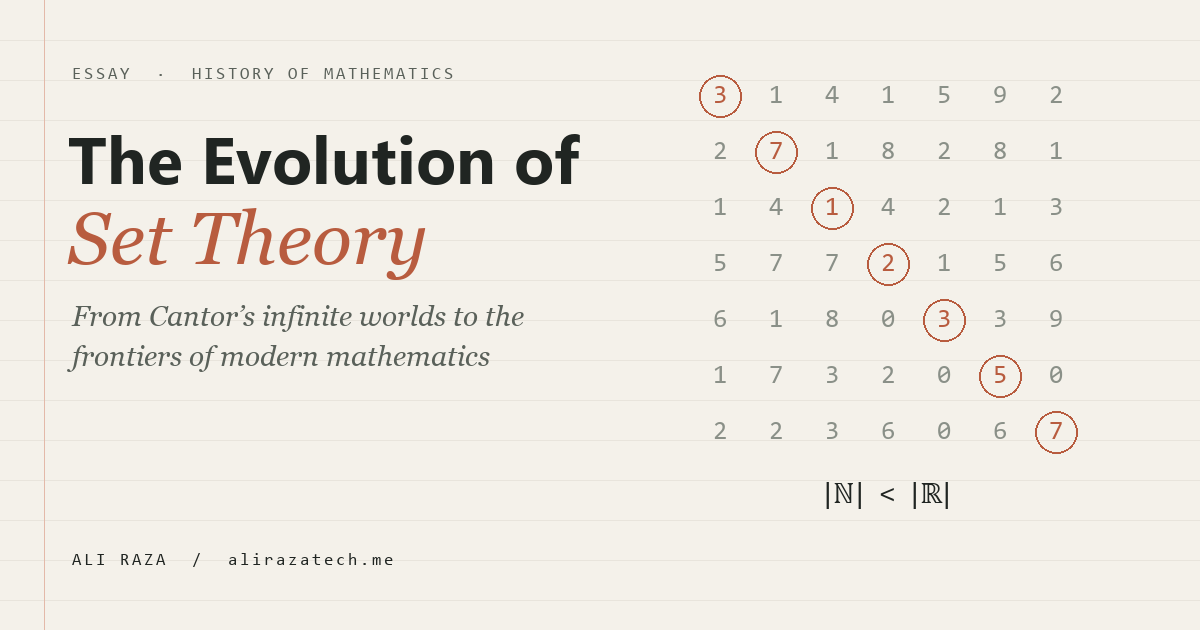 ESSAY · HISTORY OF MATHEMATICS
The Evolution of
Set Theory
From Cantor’s infinite worlds to the
frontiers of modern mathematics
3 1 4 1 5 9 2
2 7 1 8 2 8 1
1 4 1 4 2 1 3
5 7 7 2 1 5 6
6 1 8 0 3 3 9
1 7 3 2 0 5 0
2 2 3 6 0 6 7
|ℕ| < |ℝ|
ALI RAZA / alirazatech.me